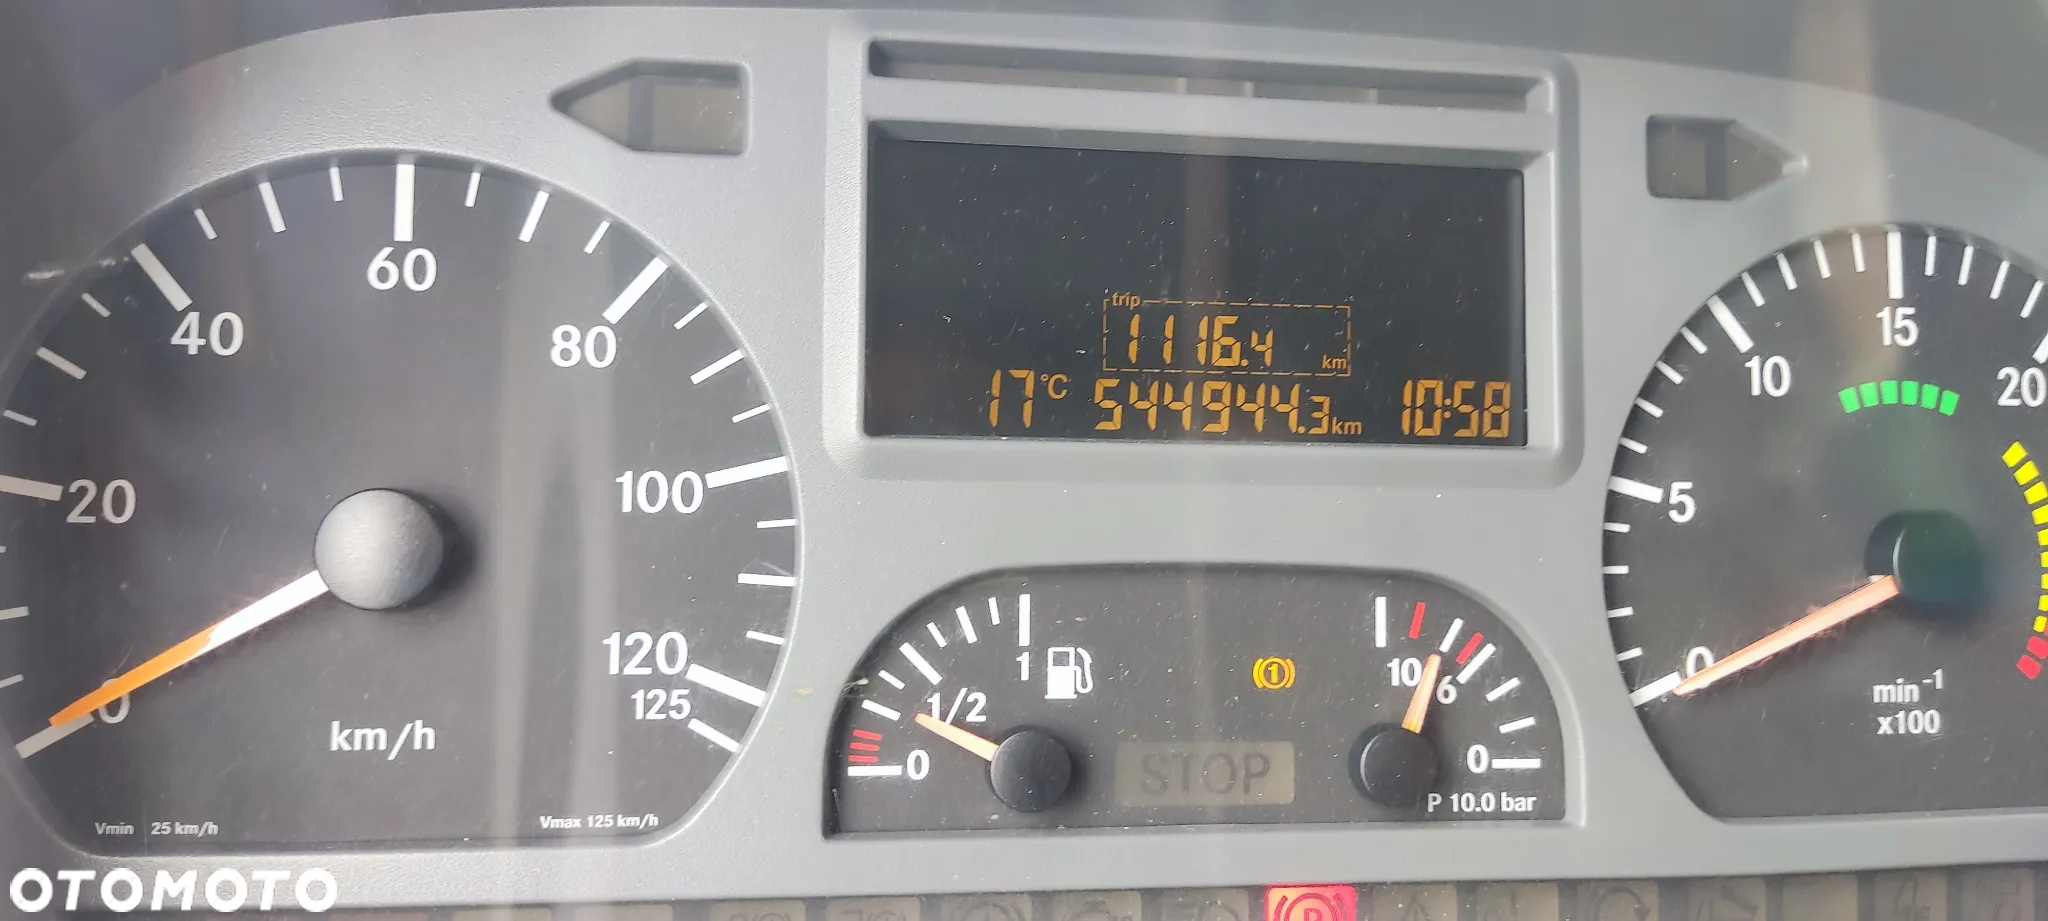 20
40
60
80
100
120
125
0
km/h
Vmin 25 km/h
Vmax 125 km/h
trip
1116.4 km
17 °C 544944.3 km 10:58
0
1/2
1
10
6
0
STOP
P 10.0 bar
0
5
10
15
20
min-1
x100
P
OTOMOTO